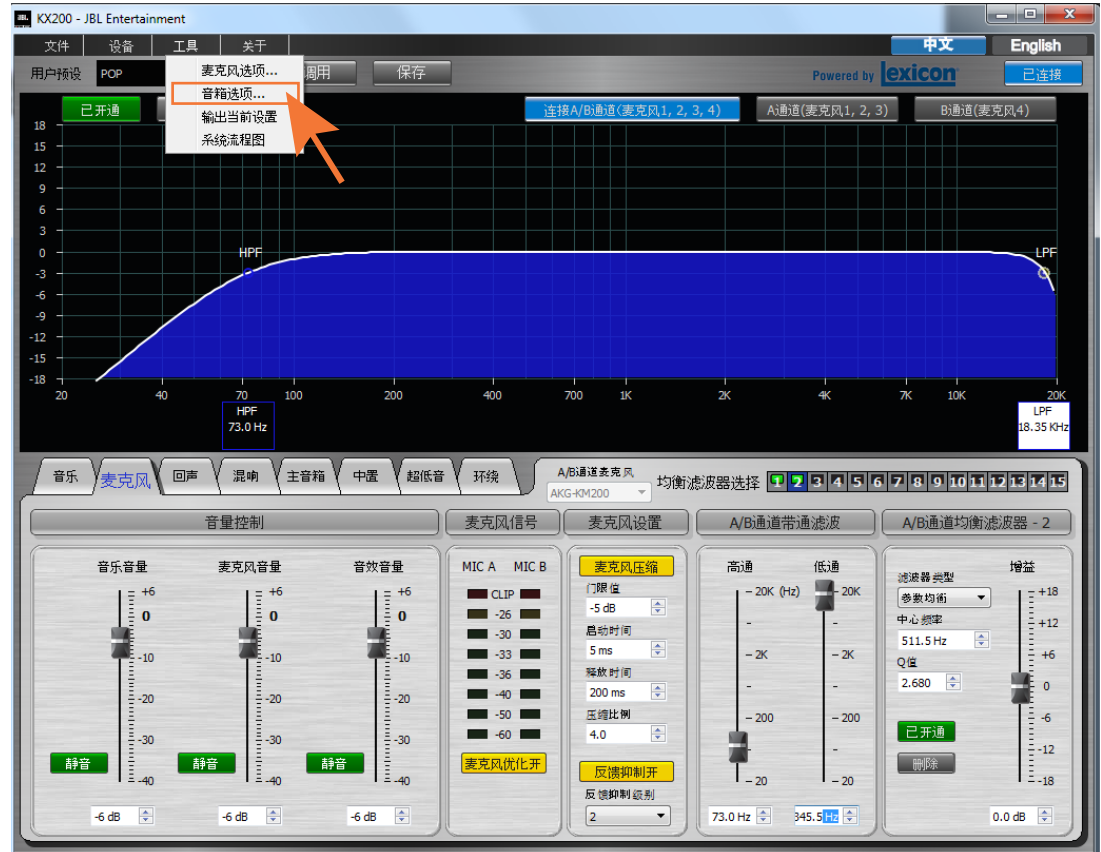 KX200 - JBL Entertainment
文件 设备 工具 关于 中文 English
用户预设 POP 调用 保存 Powered by lexicon 已连接
麦克风选项...
音箱选项...
输出当前设置
系统流程图
已开通 连接A/B通道(麦克风1, 2, 3, 4) A通道(麦克风1, 2, 3) B通道(麦克风4)
18
15
12
9
6
3
0
-3
-6
-9
-12
-15
-18
HPF LPF
20 40 70 100 200 400 700 1K 2K 4K 7K 10K 20K
HPF LPF
73.0 Hz 18.35 KHz
音乐 麦克风 回声 混响 主音箱 中置 超低音 环绕
A/B通道麦克风
AKG-KM200
均衡滤波器选择 1 2 3 4 5 6 7 8 9 10 11 12 13 14 15
音量控制 麦克风信号 麦克风设置 A/B通道带通滤波 A/B通道均衡滤波器 - 2
音乐音量
+6
0
-10
-20
-30
-40
静音
-6 dB
麦克风音量
+6
0
-10
-20
-30
-40
静音
-6 dB
音效音量
+6
0
-10
-20
-30
-40
静音
-6 dB
MIC A MIC B
CLIP
-26
-30
-33
-36
-40
-50
-60
麦克风优化开
麦克风压缩
门限值
-5 dB
启动时间
5 ms
释放时间
200 ms
压缩比例
4.0
反馈抑制开
反馈抑制级别
2
高通 低通
20K (Hz) 20K
2K 2K
200 200
20 20
73.0 Hz 345.5 Hz
滤波器类型
参数均衡
中心频率
511.5 Hz
Q值
2.680
已开通
删除
增益
+18
+12
+6
0
-6
-12
-18
0.0 dB